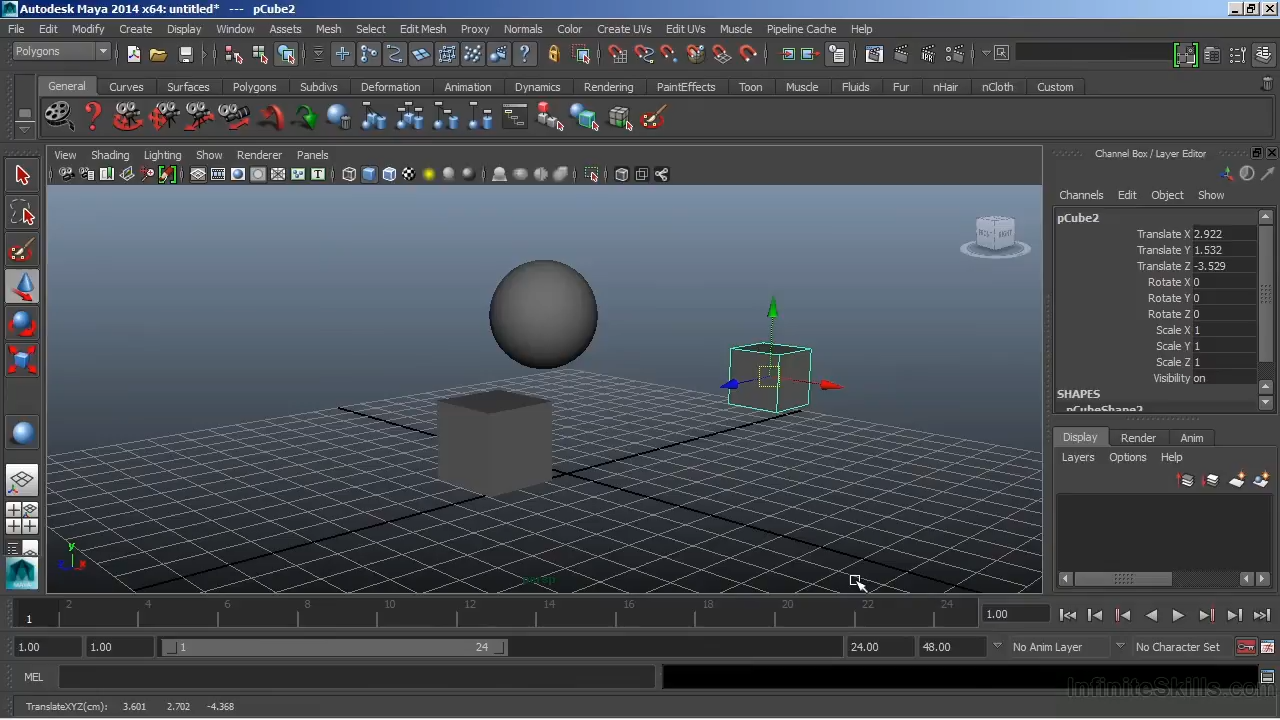 Autodesk Maya 2014 x64: untitled* --- pCube2
File Edit Modify Create Display Window Assets Mesh Select Edit Mesh Proxy Normals Color Create UVs Edit UVs Muscle Pipeline Cache Help
Polygons
General Curves Surfaces Polygons Subdivs Deformation Animation Dynamics Rendering PaintEffects Toon Muscle Fluids Fur nHair nCloth Custom
View Shading Lighting Show Renderer Panels
Channel Box / Layer Editor
Channels Edit Object Show
pCube2
Translate X 2.922
Translate Y 1.532
Translate Z -3.529
Rotate X 0
Rotate Y 0
Rotate Z 0
Scale X 1
Scale Y 1
Scale Z 1
Visibility on
SHAPES
pCubeShape2
Display Render Anim
Layers Options Help
y
persp
1 2 4 6 8 10 12 14 16 18 20 22 24 1.00
1.00 1.00 1 24 24.00 48.00 No Anim Layer No Character Set
MEL
InfiniteSkills.com
TranslateXYZ(cm): 3.601 2.702 -4.368